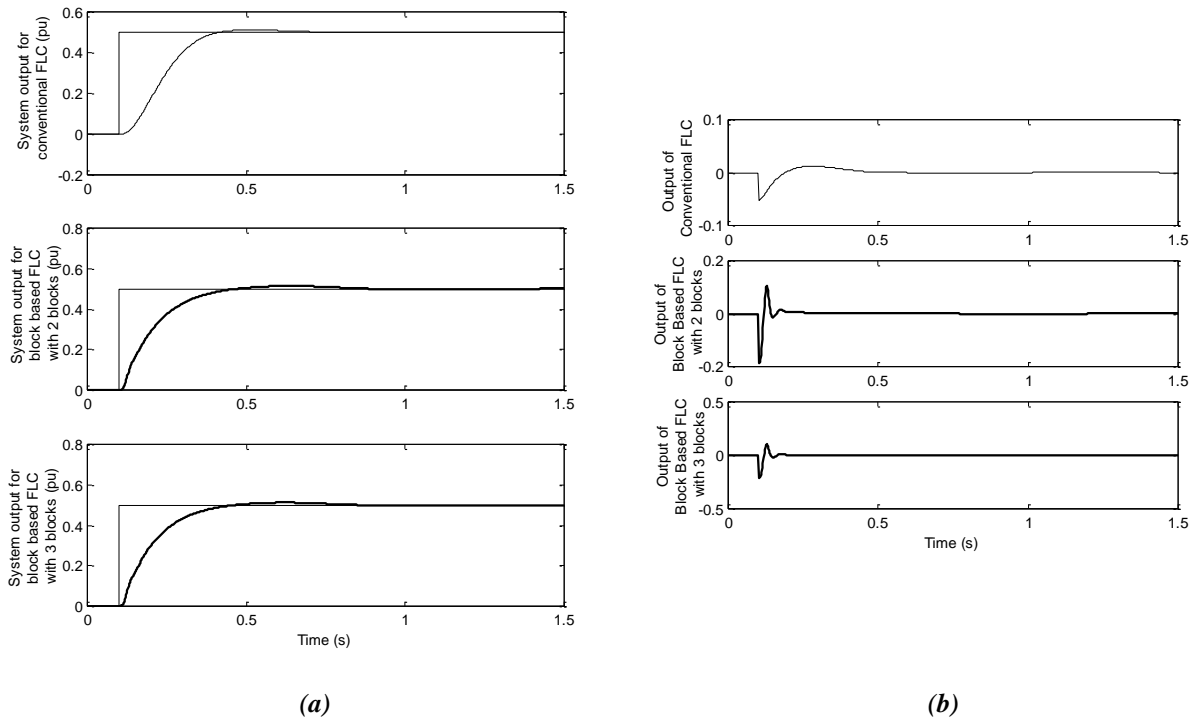 System output for
conventional FLC (pu)
0.6
0.4
0.2
0
-0.2
0
0.5
1
1.5
System output for
block based FLC
with 2 blocks (pu)
0.8
0.6
0.4
0.2
0
0
0.5
1
1.5
System output for
block based FLC
with 3 blocks (pu)
0.8
0.6
0.4
0.2
0
0
0.5
1
1.5
Time (s)
(a)
Output of
Conventional FLC
0.1
0
-0.1
0
0.5
1
1.5
Output of
Block Based FLC
with 2 blocks
0.2
0
-0.2
0
0.5
1
1.5
Output of
Block Based FLC
with 3 blocks
0.5
0
-0.5
0
0.5
1
1.5
Time (s)
(b)